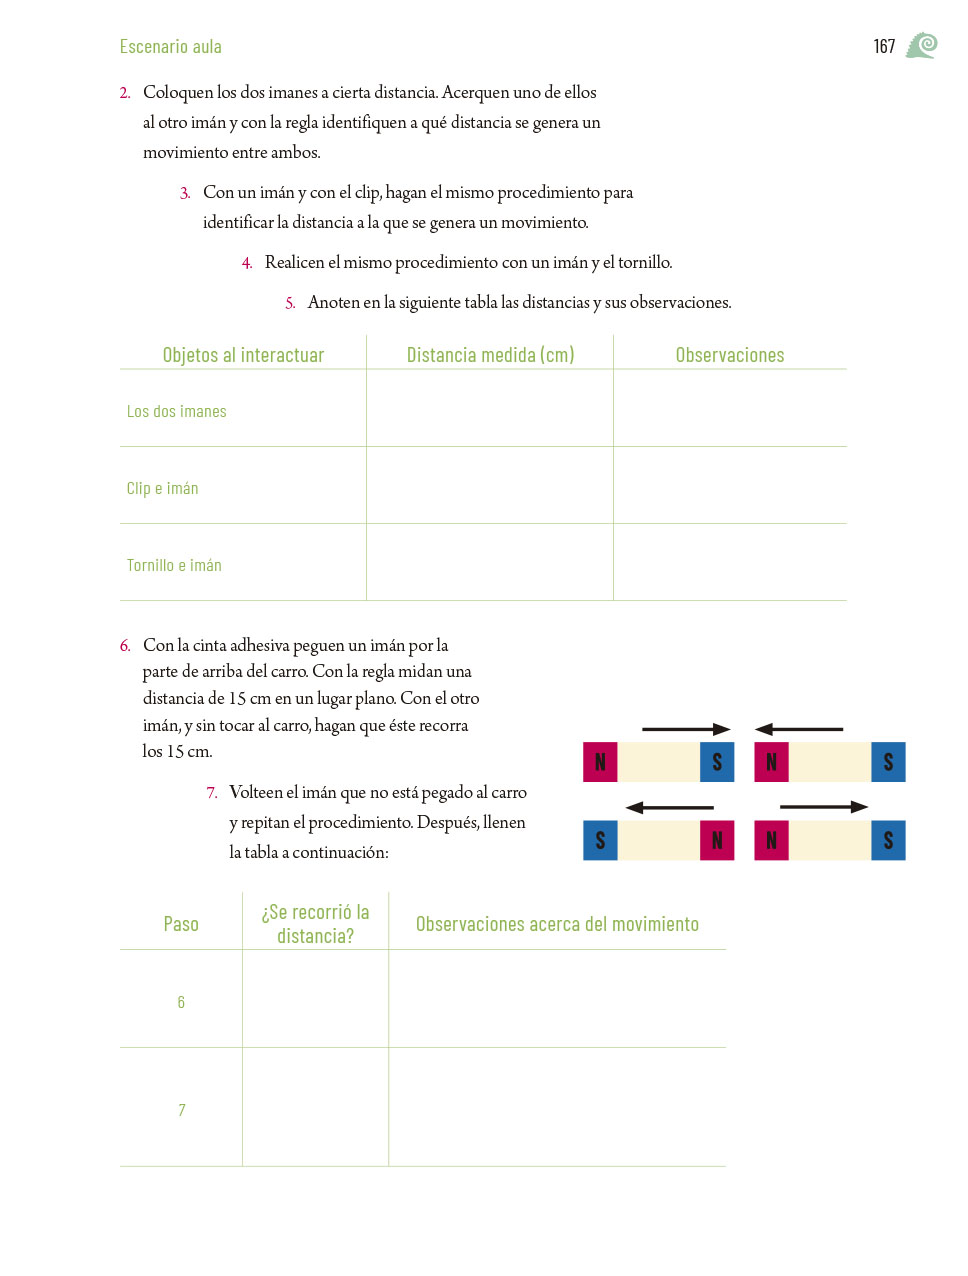 Escenario aula
167
2. Coloquen los dos imanes a cierta distancia. Acerquen uno de ellos
al otro imán y con la regla identifiquen a qué distancia se genera un
movimiento entre ambos.
3. Con un imán y con el clip, hagan el mismo procedimiento para
identificar la distancia a la que se genera un movimiento.
4. Realicen el mismo procedimiento con un imán y el tornillo.
5. Anoten en la siguiente tabla las distancias y sus observaciones.
Objetos al interactuar Distancia medida (cm) Observaciones
Los dos imanes
Clip e imán
Tornillo e imán
6. Con la cinta adhesiva peguen un imán por la
parte de arriba del carro. Con la regla midan una
distancia de 15 cm en un lugar plano. Con el otro
imán, y sin tocar al carro, hagan que éste recorra
los 15 cm.
7. Volteen el imán que no está pegado al carro
y repitan el procedimiento. Después, llenen
la tabla a continuación:
N S N S
S N N S
Paso ¿Se recorrió la
distancia? Observaciones acerca del movimiento
6
7